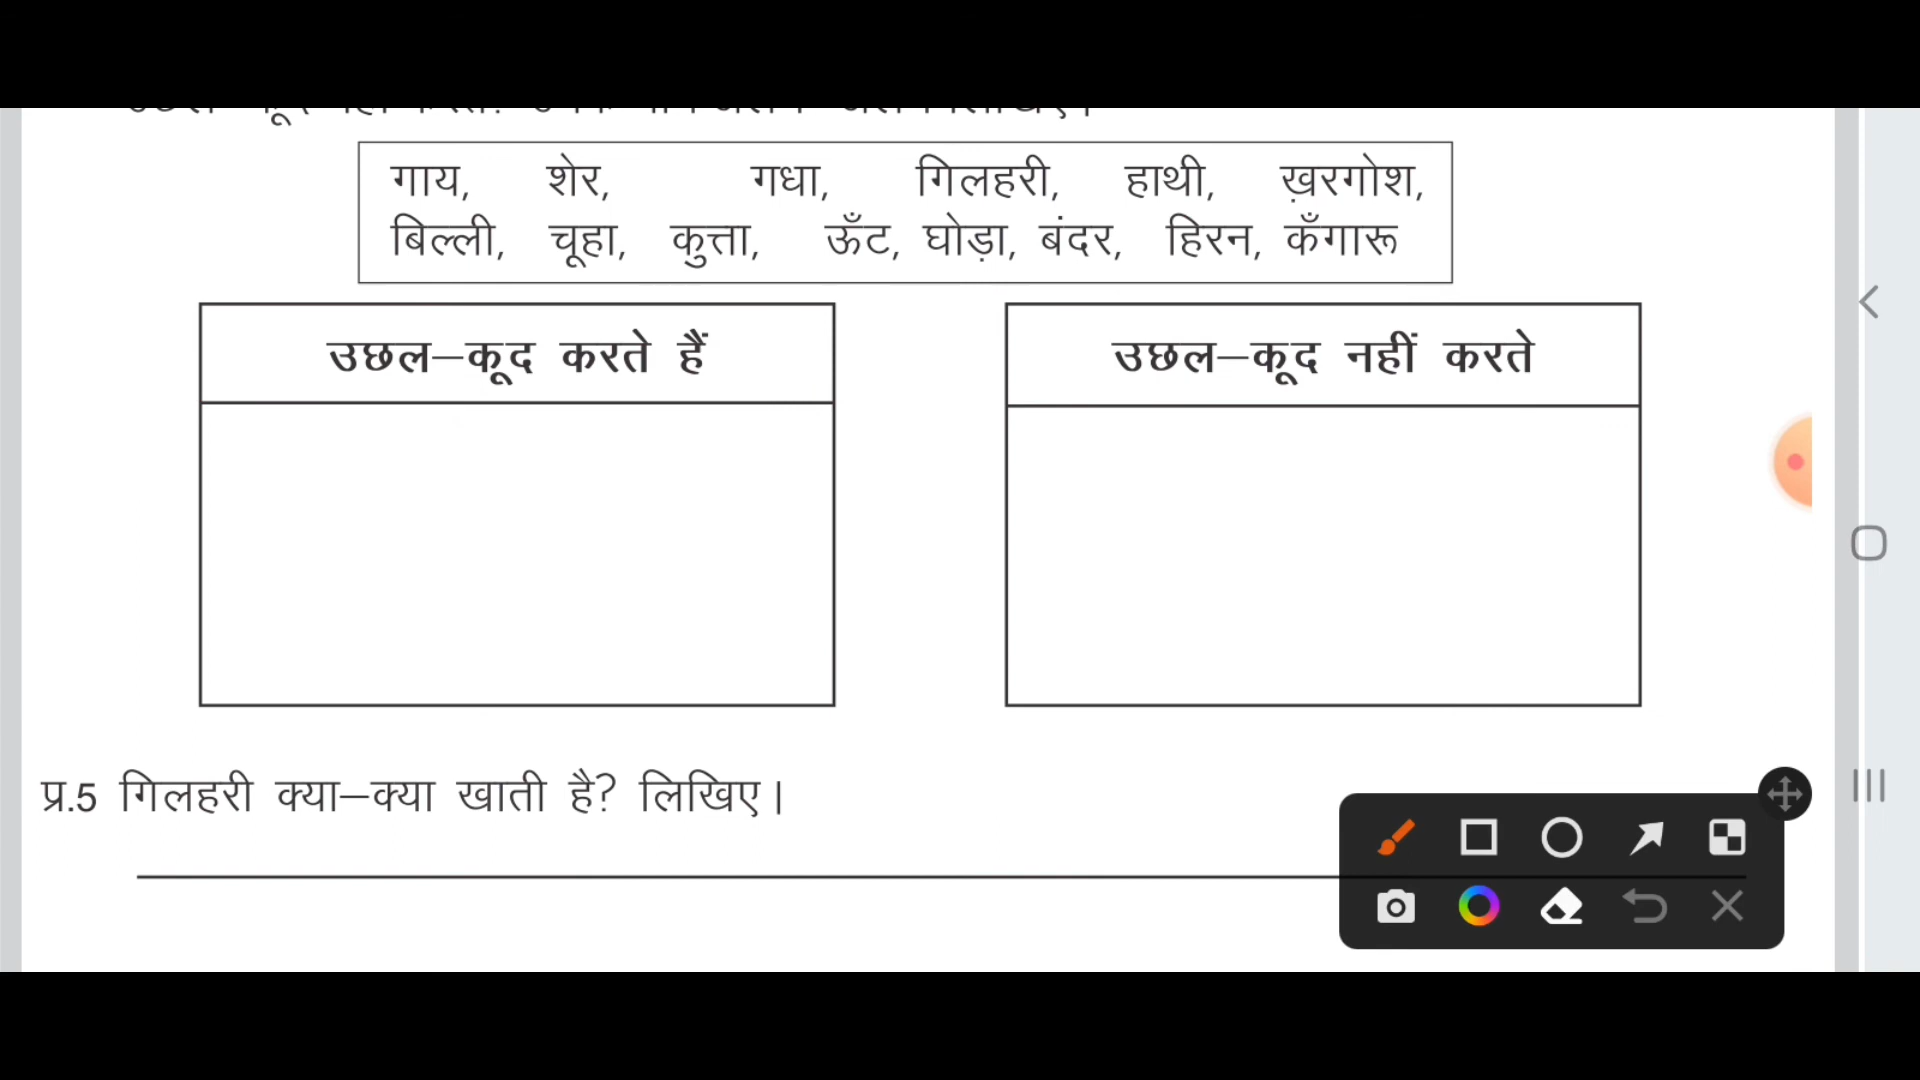 गाय, शेर, गधा, गिलहरी, हाथी, ख़रगोश,
बिल्ली, चूहा, कुत्ता, ऊँट, घोड़ा, बंदर, हिरन, कँगारू
उछल–कूद करते हैं
उछल–कूद नहीं करते
प्र.5 गिलहरी क्या–क्या खाती है? लिखिए।